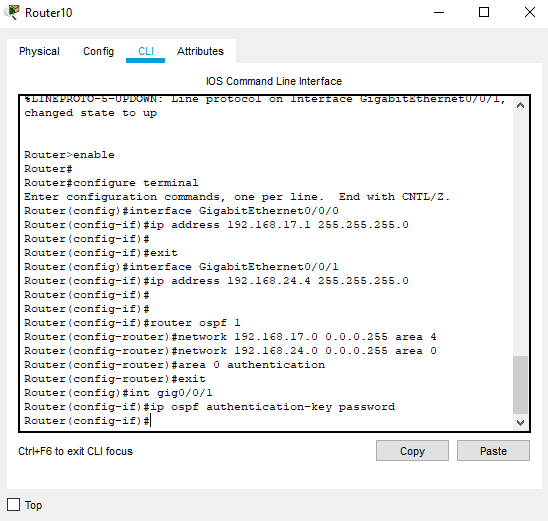 Router10
Physical Config CLI Attributes
IOS Command Line Interface
%LINEPROTO-5-UPDOWN: Line protocol on Interface GigabitEthernet0/0/1,
changed state to up
Router>enable
Router#
Router#configure terminal
Enter configuration commands, one per line.  End with CNTL/Z.
Router(config)#interface GigabitEthernet0/0/0
Router(config-if)#ip address 192.168.17.1 255.255.255.0
Router(config-if)#
Router(config-if)#exit
Router(config)#interface GigabitEthernet0/0/1
Router(config-if)#ip address 192.168.24.4 255.255.255.0
Router(config-if)#
Router(config-if)#
Router(config-if)#router ospf 1
Router(config-router)#network 192.168.17.0 0.0.0.255 area 4
Router(config-router)#network 192.168.24.0 0.0.0.255 area 0
Router(config-router)#area 0 authentication
Router(config-router)#exit
Router(config)#int gig0/0/1
Router(config-if)#ip ospf authentication-key password
Router(config-if)#
Ctrl+F6 to exit CLI focus
Copy Paste
Top